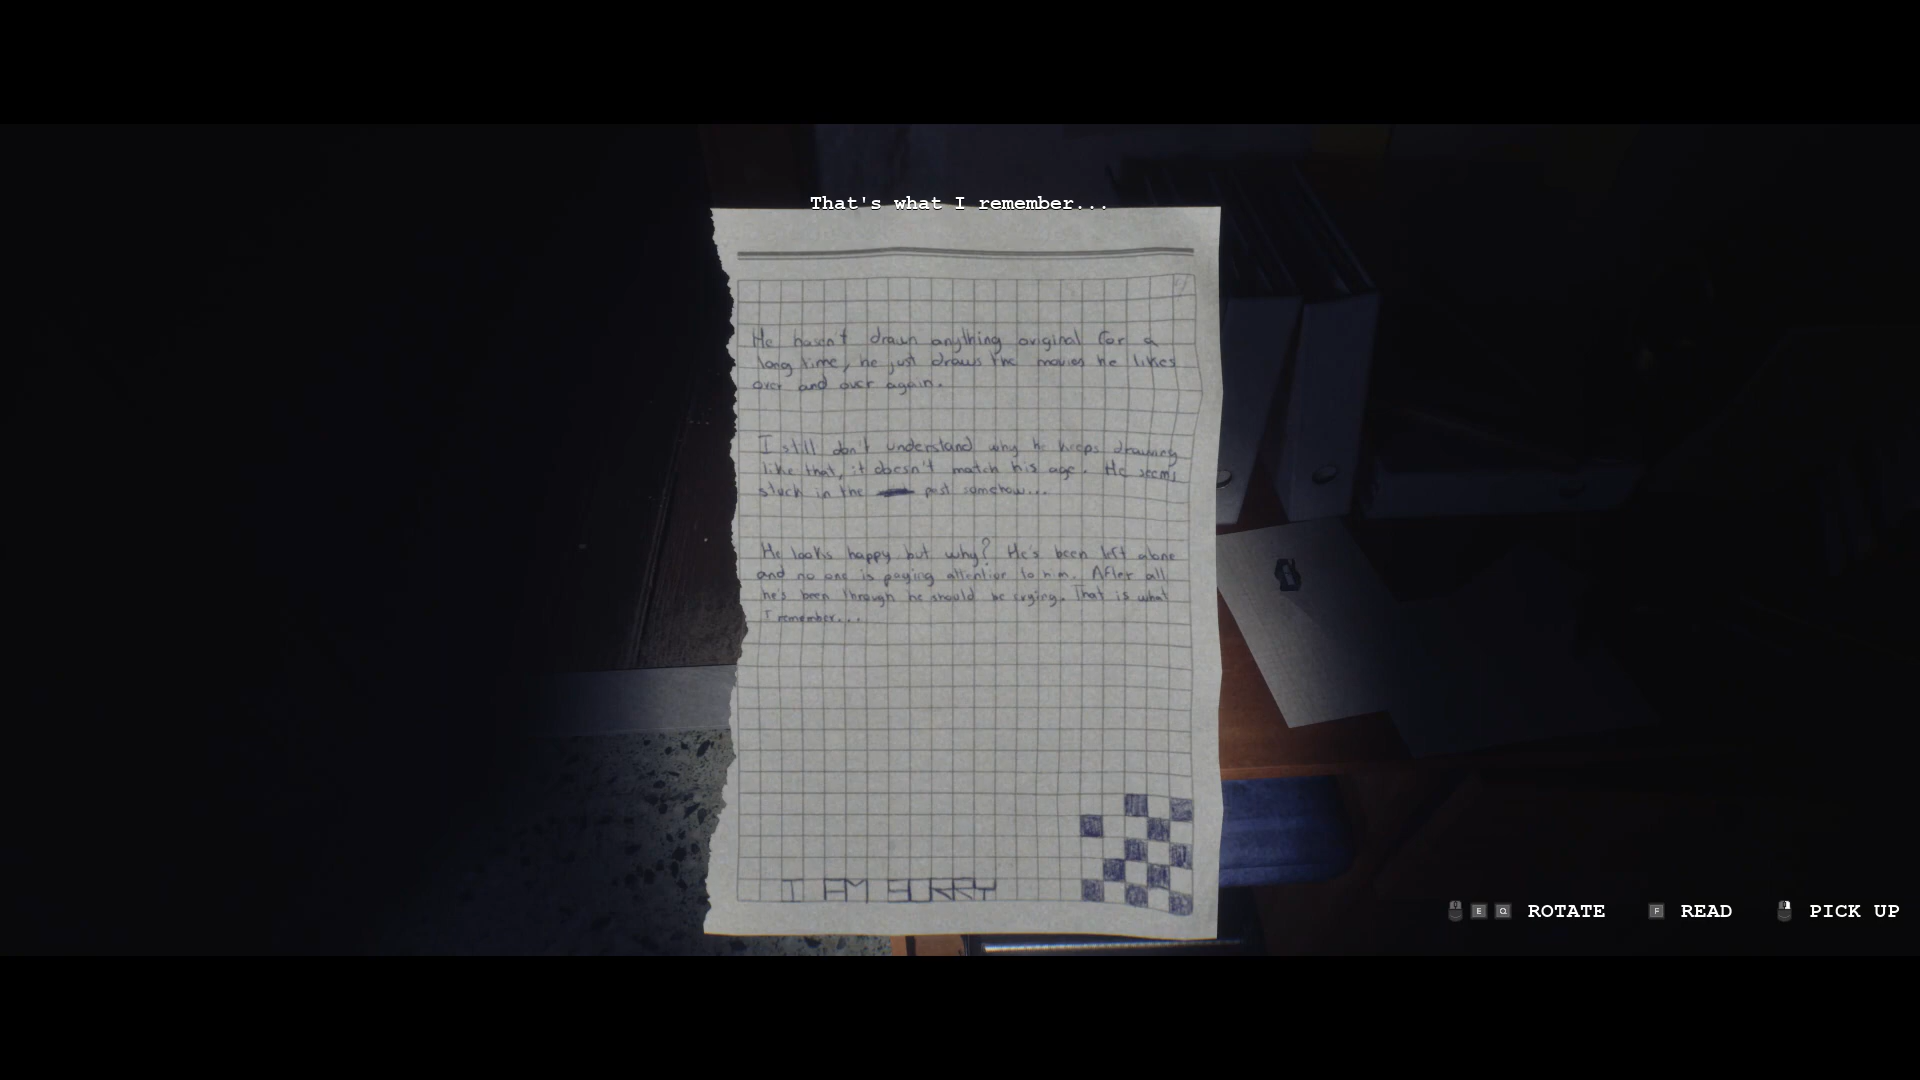 That's what I remember...
He hasn't drawn anything original for a
long time, he just draws the movies he likes
over and over again.
I still don't understand why he keeps drawing
like that, it doesn't match his age. He seems
stuck in the past somehow...
He looks happy but why? He's been left alone
and no one is paying attention to him. After all
he's been through he should be crying. That is what
I remember...
I AM SORRY
E Q ROTATE F READ PICK UP